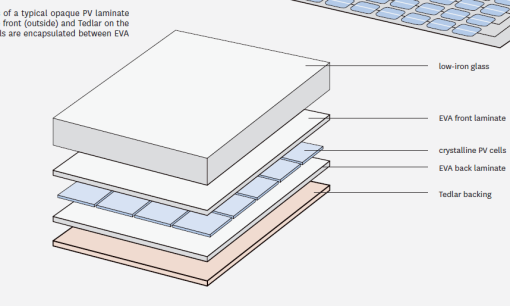 of a typical opaque PV laminate
front (outside) and Tedlar on the
are encapsulated between EVA
low-iron glass
EVA front laminate
crystalline PV cells
EVA back laminate
Tedlar backing